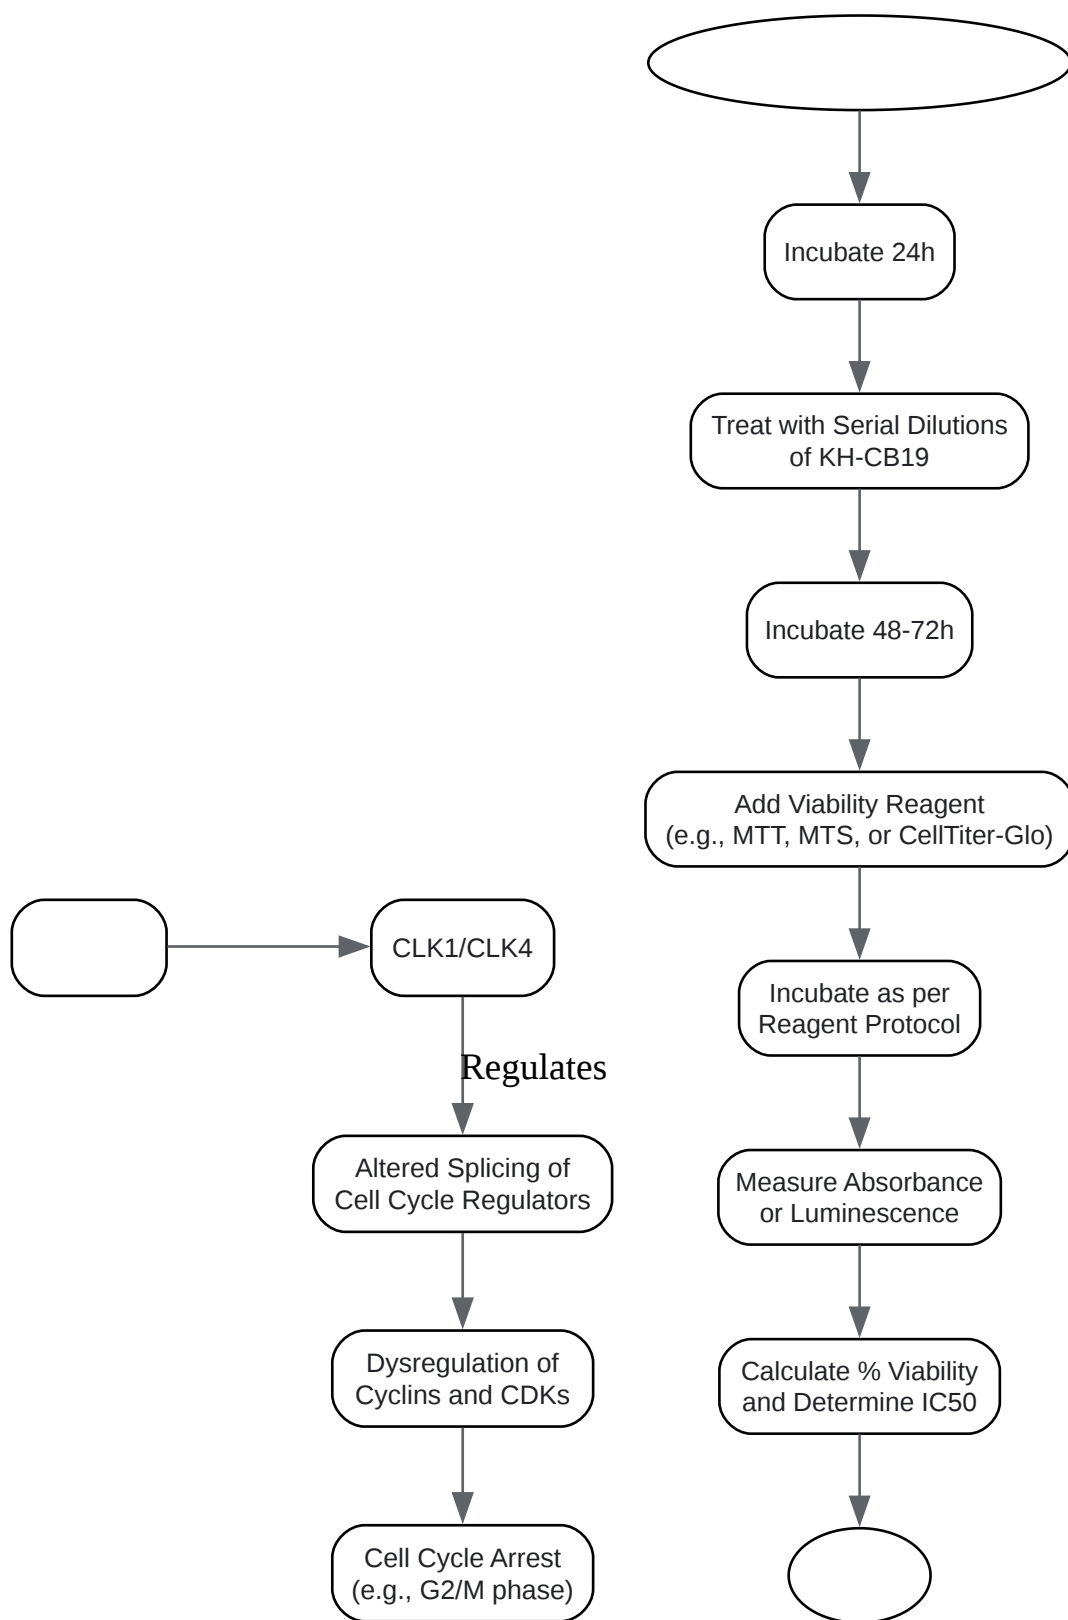 Incubate 24h
Treat with Serial Dilutions
of KH-CB19
Incubate 48-72h
Add Viability Reagent
(e.g., MTT, MTS, or CellTiter-Glo)
Incubate as per
Reagent Protocol
Measure Absorbance
or Luminescence
Calculate % Viability
and Determine IC50
CLK1/CLK4
Regulates
Altered Splicing of
Cell Cycle Regulators
Dysregulation of
Cyclins and CDKs
Cell Cycle Arrest
(e.g., G2/M phase)